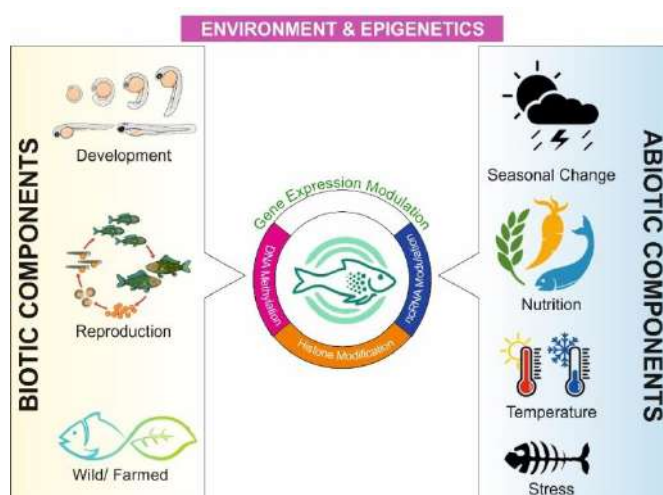 ENVIRONMENT & EPIGENETICS
BIOTIC COMPONENTS
Development
Reproduction
Wild/ Farmed
Gene Expression Modulation
DNA Methylation
ncRNA Modulation
Histone Modification
Seasonal Change
Nutrition
Temperature
Stress
ABIOTIC COMPONENTS